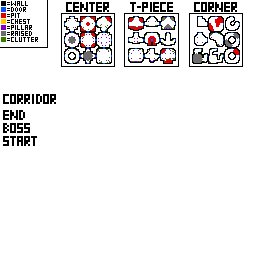 =WALL
=DOOR
=PIT
=CHEST
=PILLAR
=RAISED
=CLUTTER
CENTER
T-PIECE
CORNER
CORRIDOR
END
BOSS
START